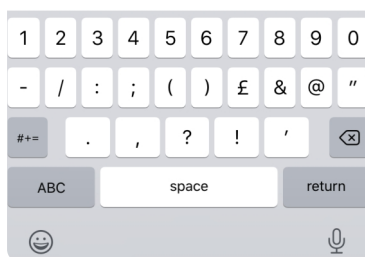 1 2 3 4 5 6 7 8 9 0
- / : ; ( ) £ & @ "
#+= . , ? ! '
ABC space return